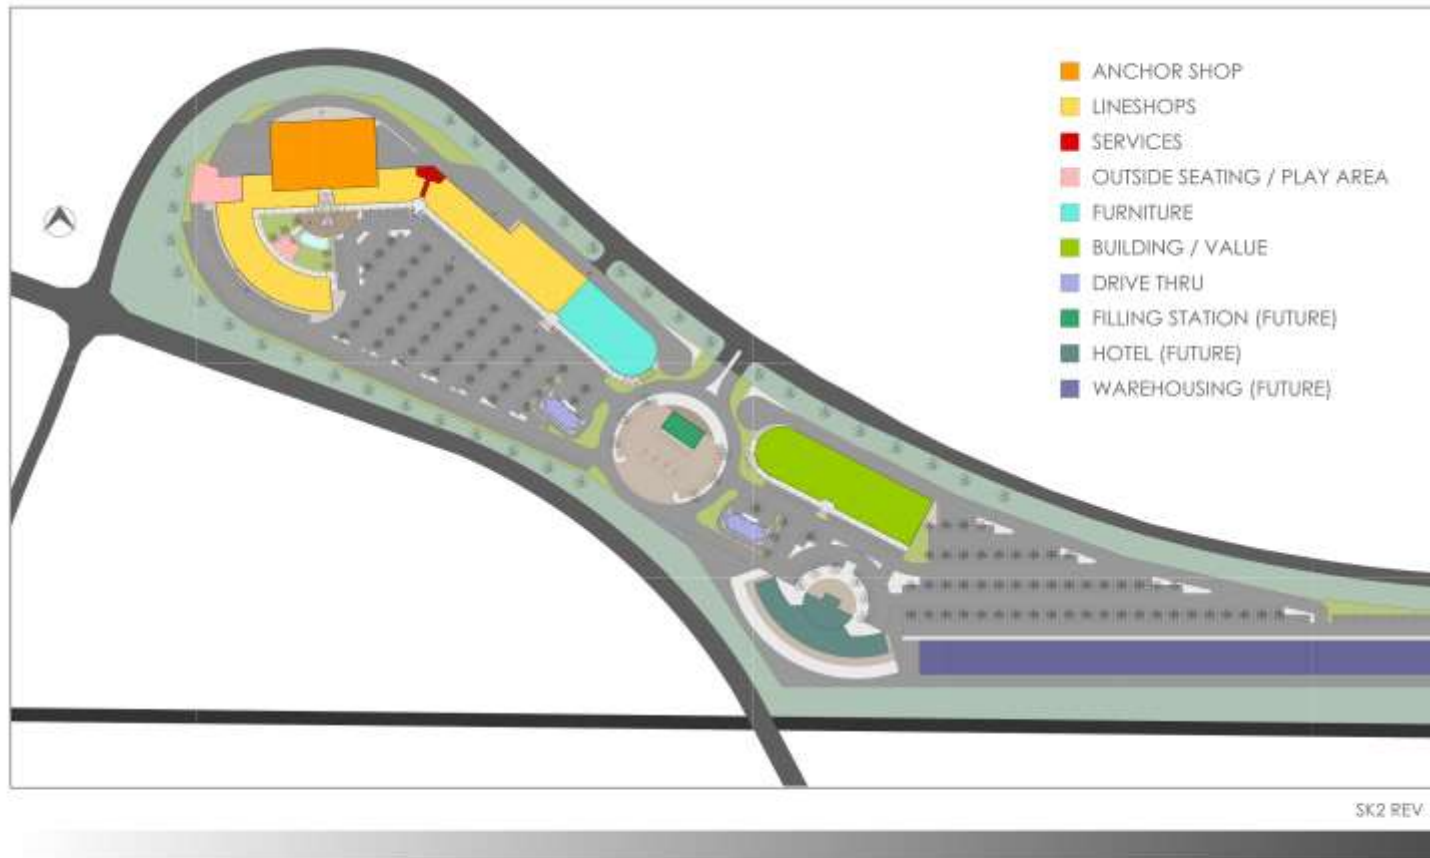 ANCHOR SHOP
LINESHOPS
SERVICES
OUTSIDE SEATING / PLAY AREA
FURNITURE
BUILDING / VALUE
DRIVE THRU
FILLING STATION (FUTURE)
HOTEL (FUTURE)
WAREHOUSING (FUTURE)
SK2 REV